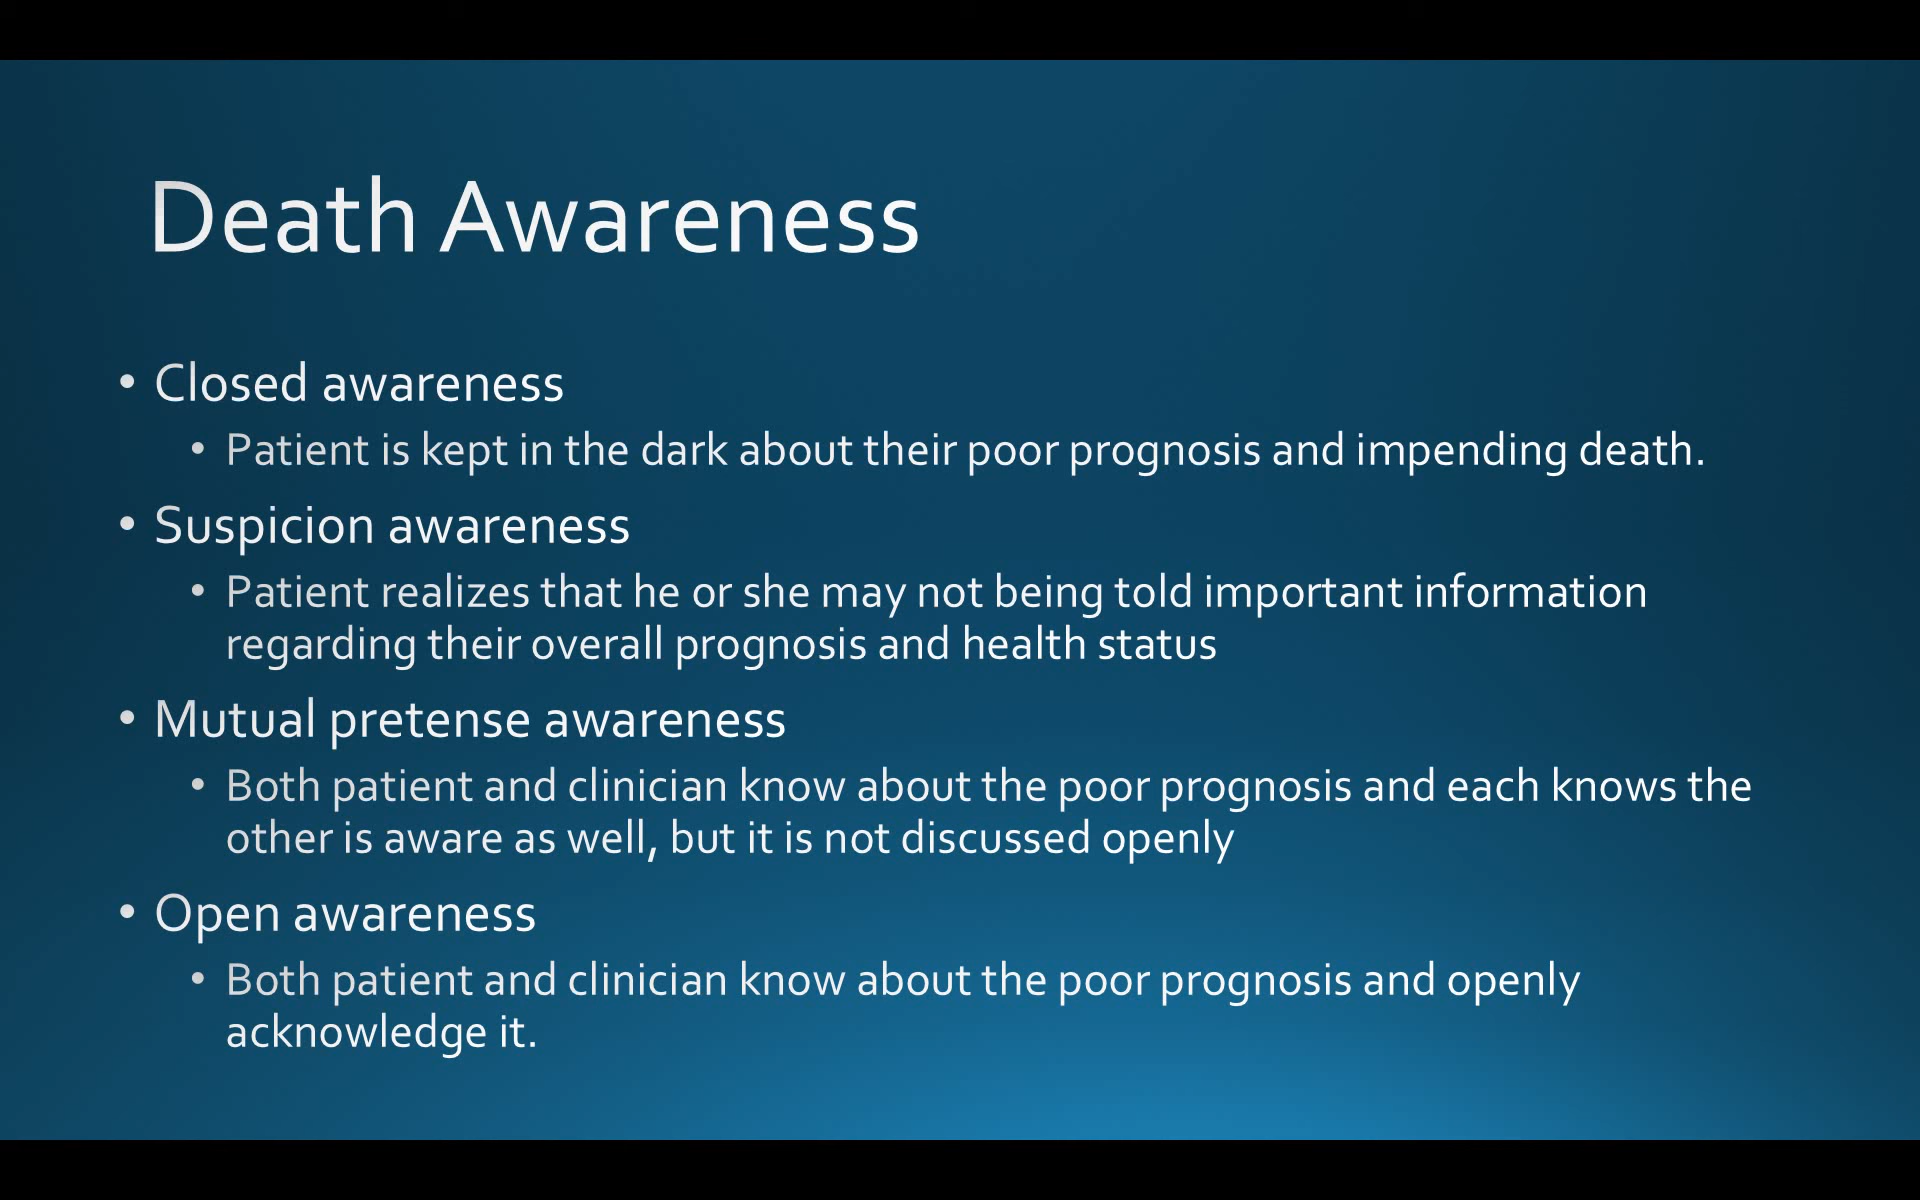 Death Awareness
• Closed awareness
• Patient is kept in the dark about their poor prognosis and impending death.
• Suspicion awareness
• Patient realizes that he or she may not being told important information
regarding their overall prognosis and health status
• Mutual pretense awareness
• Both patient and clinician know about the poor prognosis and each knows the
other is aware as well, but it is not discussed openly
• Open awareness
• Both patient and clinician know about the poor prognosis and openly
acknowledge it.